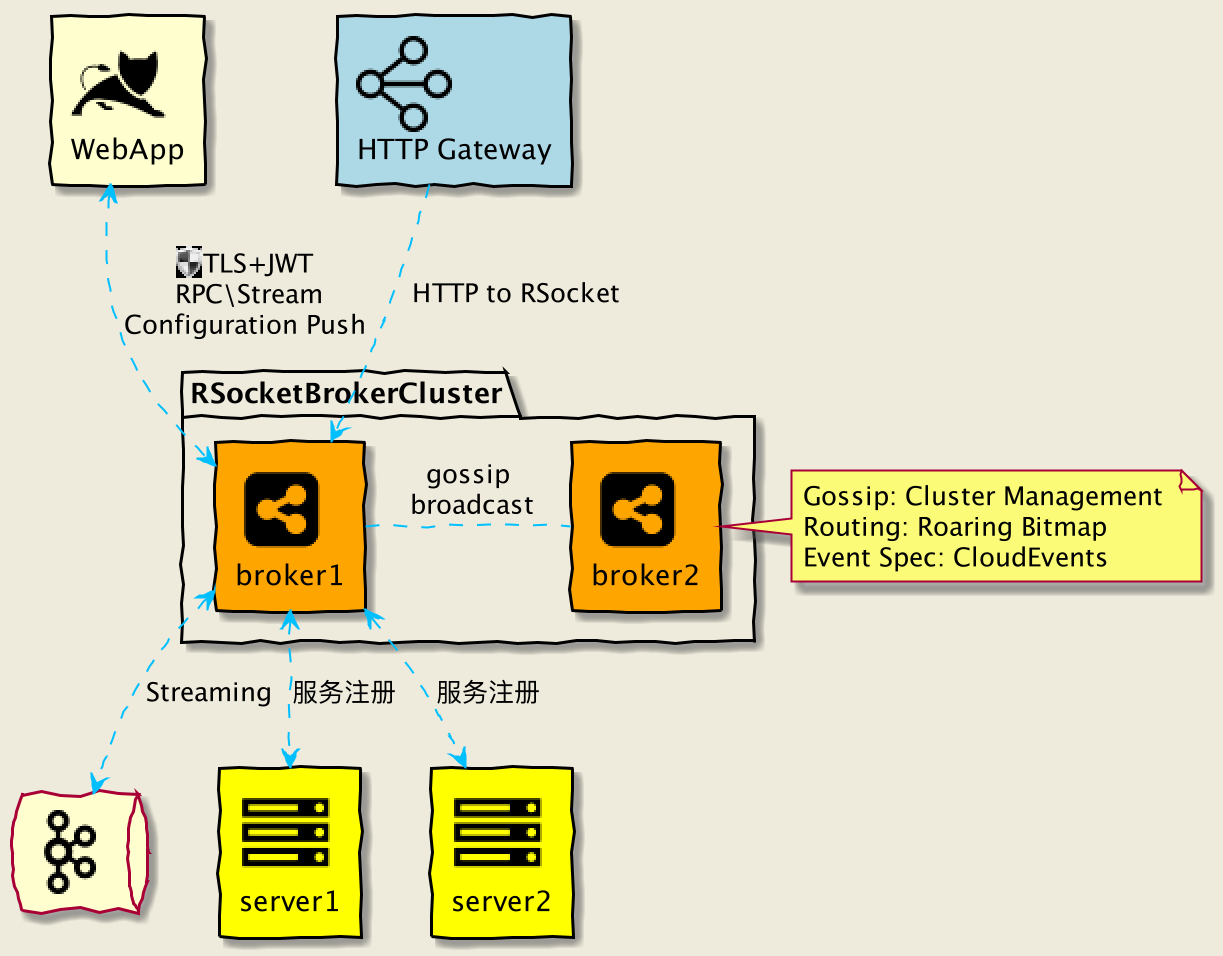 WebApp
HTTP Gateway
TLS+JWT
RPC\Stream
Configuration Push
HTTP to RSocket
RSocketBrokerCluster
gossip
broadcast
broker1
broker2
Gossip: Cluster Management
Routing: Roaring Bitmap
Event Spec: CloudEvents
Streaming
服务注册
服务注册
server1
server2